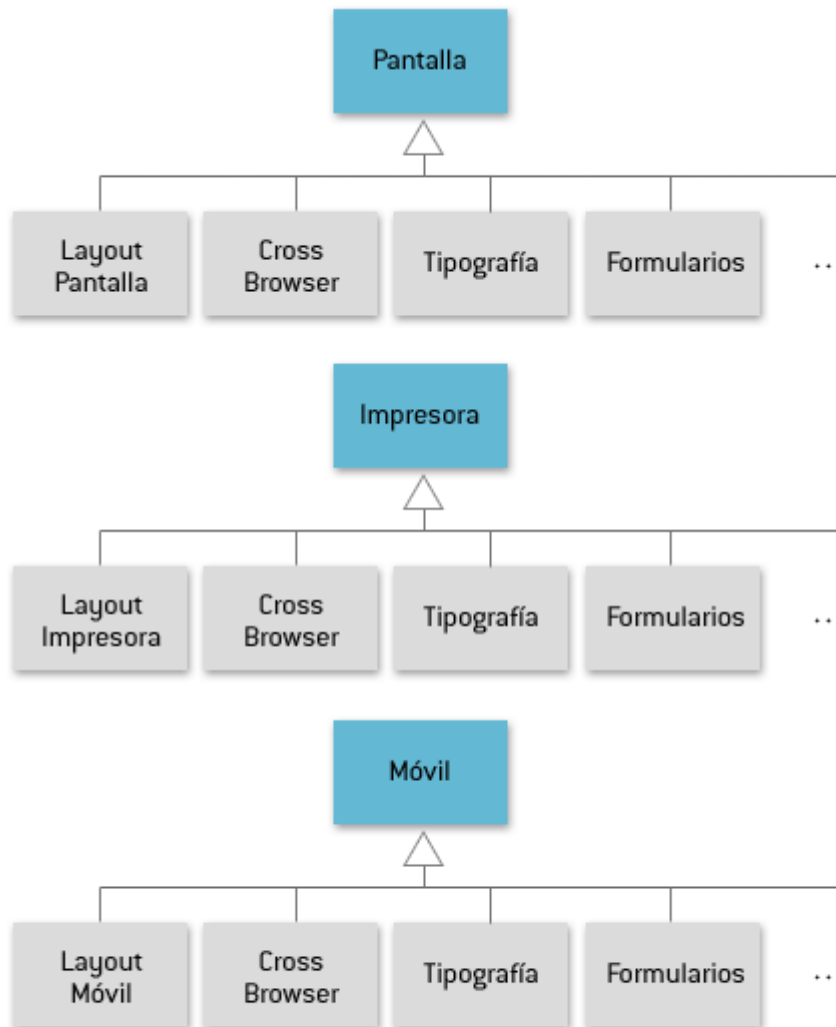 Pantalla
Layout
Pantalla
Cross
Browser
Tipografía
Formularios
..
Impresora
Layout
Impresora
Cross
Browser
Tipografía
Formularios
..
Móvil
Layout
Móvil
Cross
Browser
Tipografía
Formularios
..